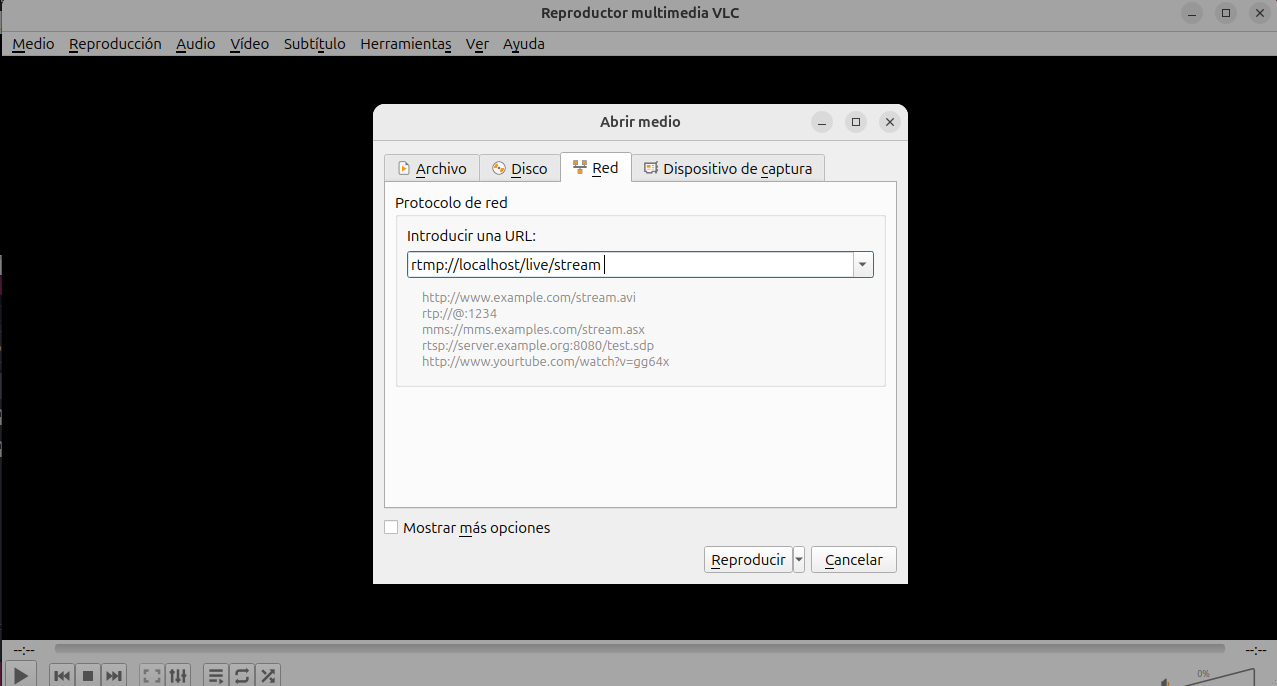 Reproductor multimedia VLC
Medio Reproducción Audio Vídeo Subtítulo Herramientas Ver Ayuda
Abrir medio
Archivo Disco Red Dispositivo de captura
Protocolo de red
Introducir una URL:
rtmp://localhost/live/stream
http://www.example.com/stream.avi
rtp://@:1234
mms://mms.examples.com/stream.asx
rtsp://server.example.org:8080/test.sdp
http://www.yourtube.com/watch?v=gg64x
Mostrar más opciones
Reproducir Cancelar
--:-- --:--
0%